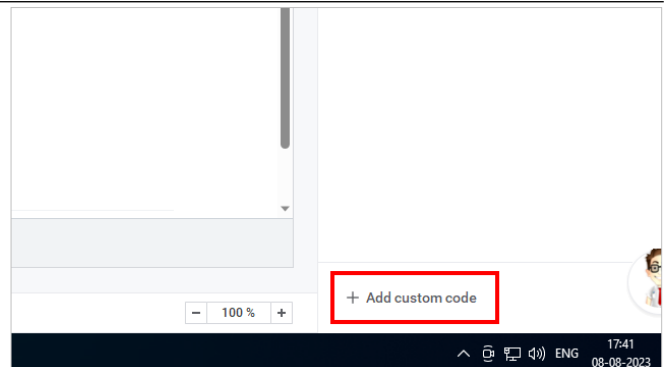 + Add custom code
− 100 % +
ENG
17:41
08-08-2023